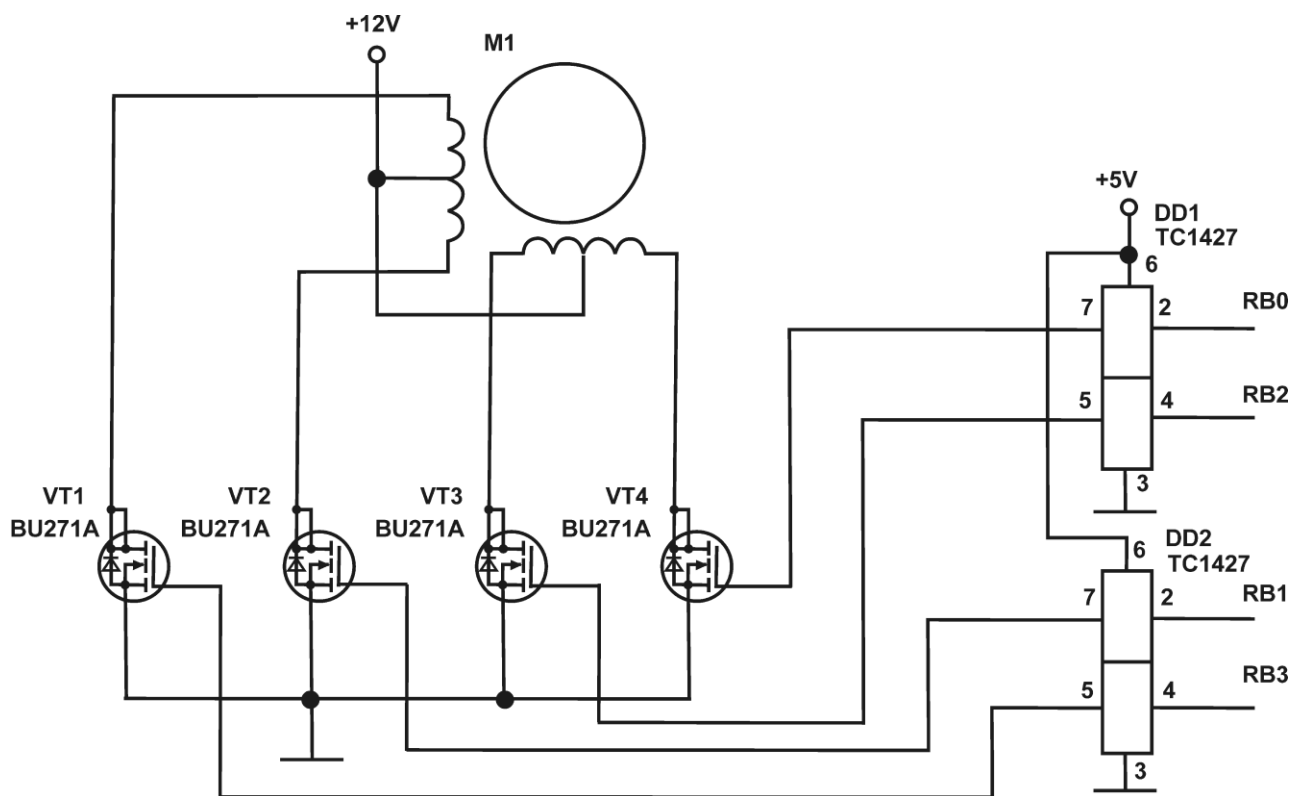 +12V
M1
+5V
DD1
TC1427
6
7
2
RB0
5
4
RB2
3
VT1
BU271A
VT2
BU271A
VT3
BU271A
VT4
BU271A
6
DD2
TC1427
7
2
RB1
5
4
RB3
3